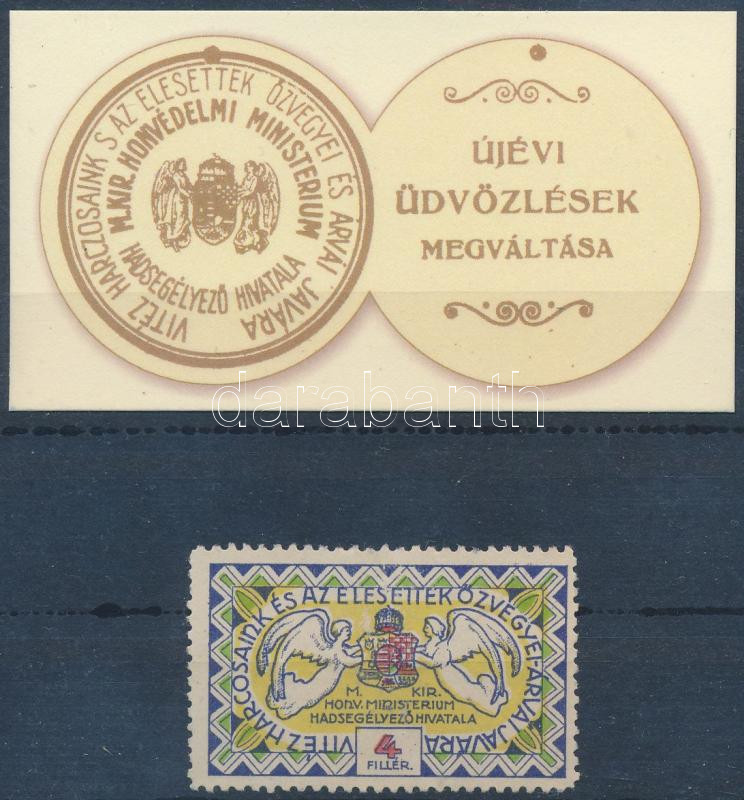 VITÉZ HARCZOSAINK S AZ ELESETTEK ÖZVEGYEI ÉS ÁRVAI JAVÁRA
M.KIR. HONVÉDELMI MINISTERIUM
HADSEGÉLYEZŐ HIVATALA
ÚJÉVI
ÜDVÖZLÉSEK
MEGVÁLTÁSA
darabanth
VITÉZ HARCOSAINK ÉS AZ ELESETTEK ÖZVEGYEI-ÁRVAI JAVÁRA
M. KIR.
HONV. MINISTERIUM
HADSEGÉLYEZŐ HIVATALA
4
FILLÉR.